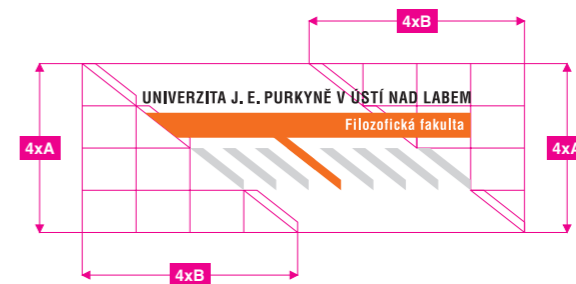 4xB
UNIVERZITA J. E. PURKYNĚ V ÚSTÍ NAD LABEM
Filozofická fakulta
4xA
4xA
4xB